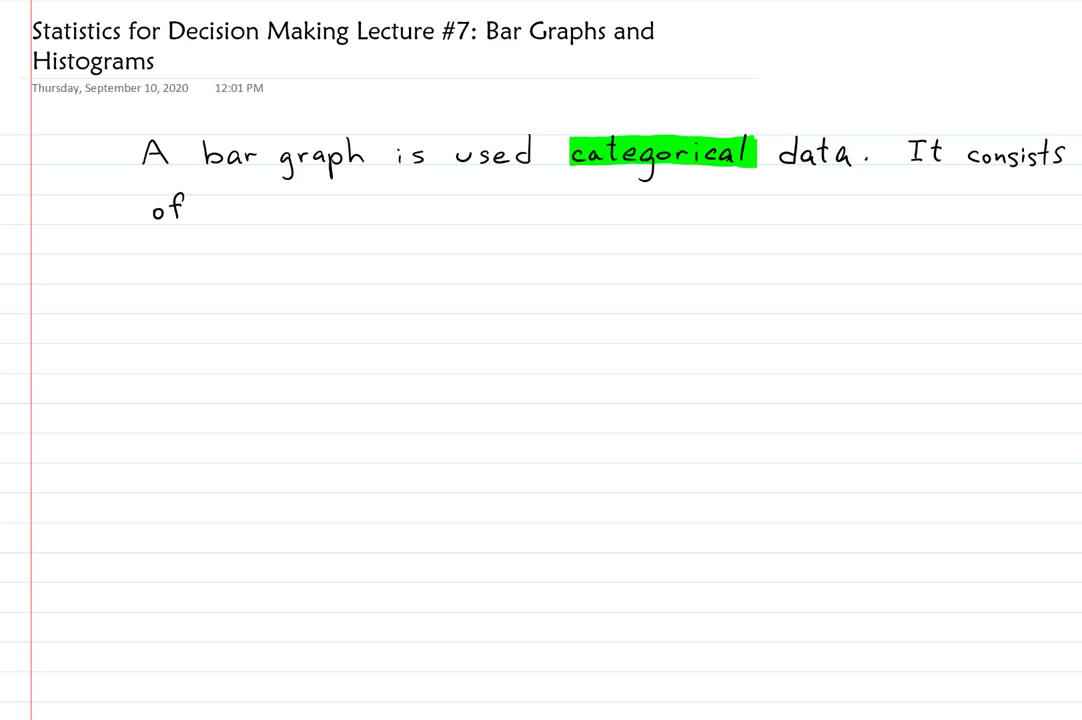 Statistics for Decision Making Lecture #7: Bar Graphs and
Histograms
Thursday, September 10, 2020 12:01 PM
A bar graph is used categorical data. It consists
of